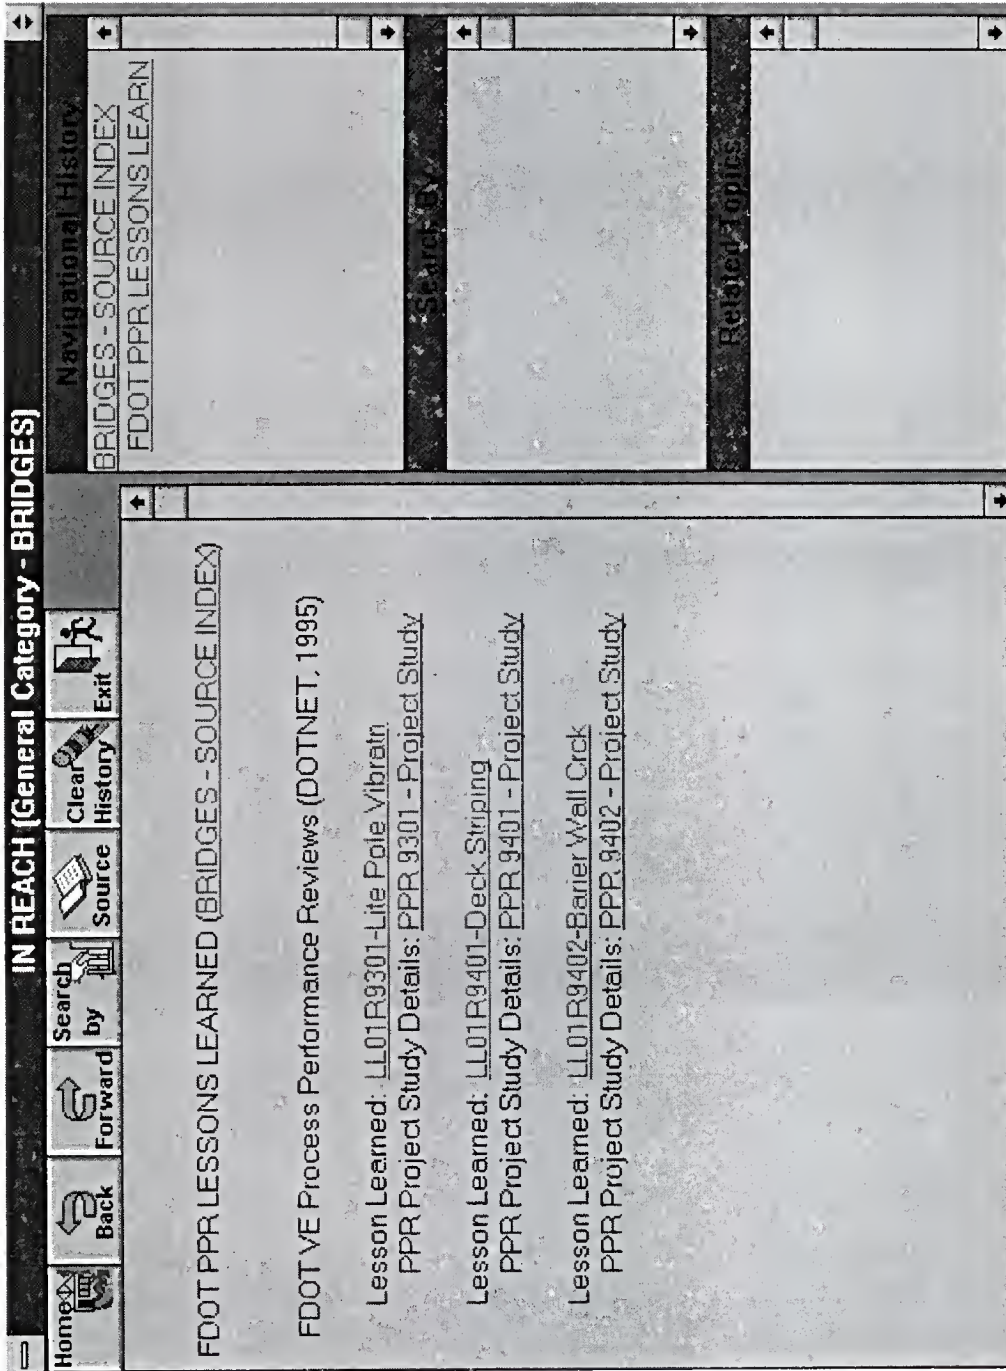 IN REACH (General Category - BRIDGES)
Home
Back
Forward
Search
by
Source
Clear
History
Exit
FDOT PPR LESSONS LEARNED (BRIDGES - SOURCE INDEX)
FDOT VE Process Performance Reviews (DOTNET, 1995)
Lesson Learned: LL01R9301-Lite Pole Vibratn
PPR Project Study Details: PPR 9301 - Project Study
Lesson Learned: LL01R9401-Deck Striping
PPR Project Study Details: PPR 9401 - Project Study
Lesson Learned: LL01R9402-Barier Wall Crck
PPR Project Study Details: PPR 9402 - Project Study
Navigational History
BRIDGES - SOURCE INDEX
FDOT PPR LESSONS LEARN
Search By
Related Topics